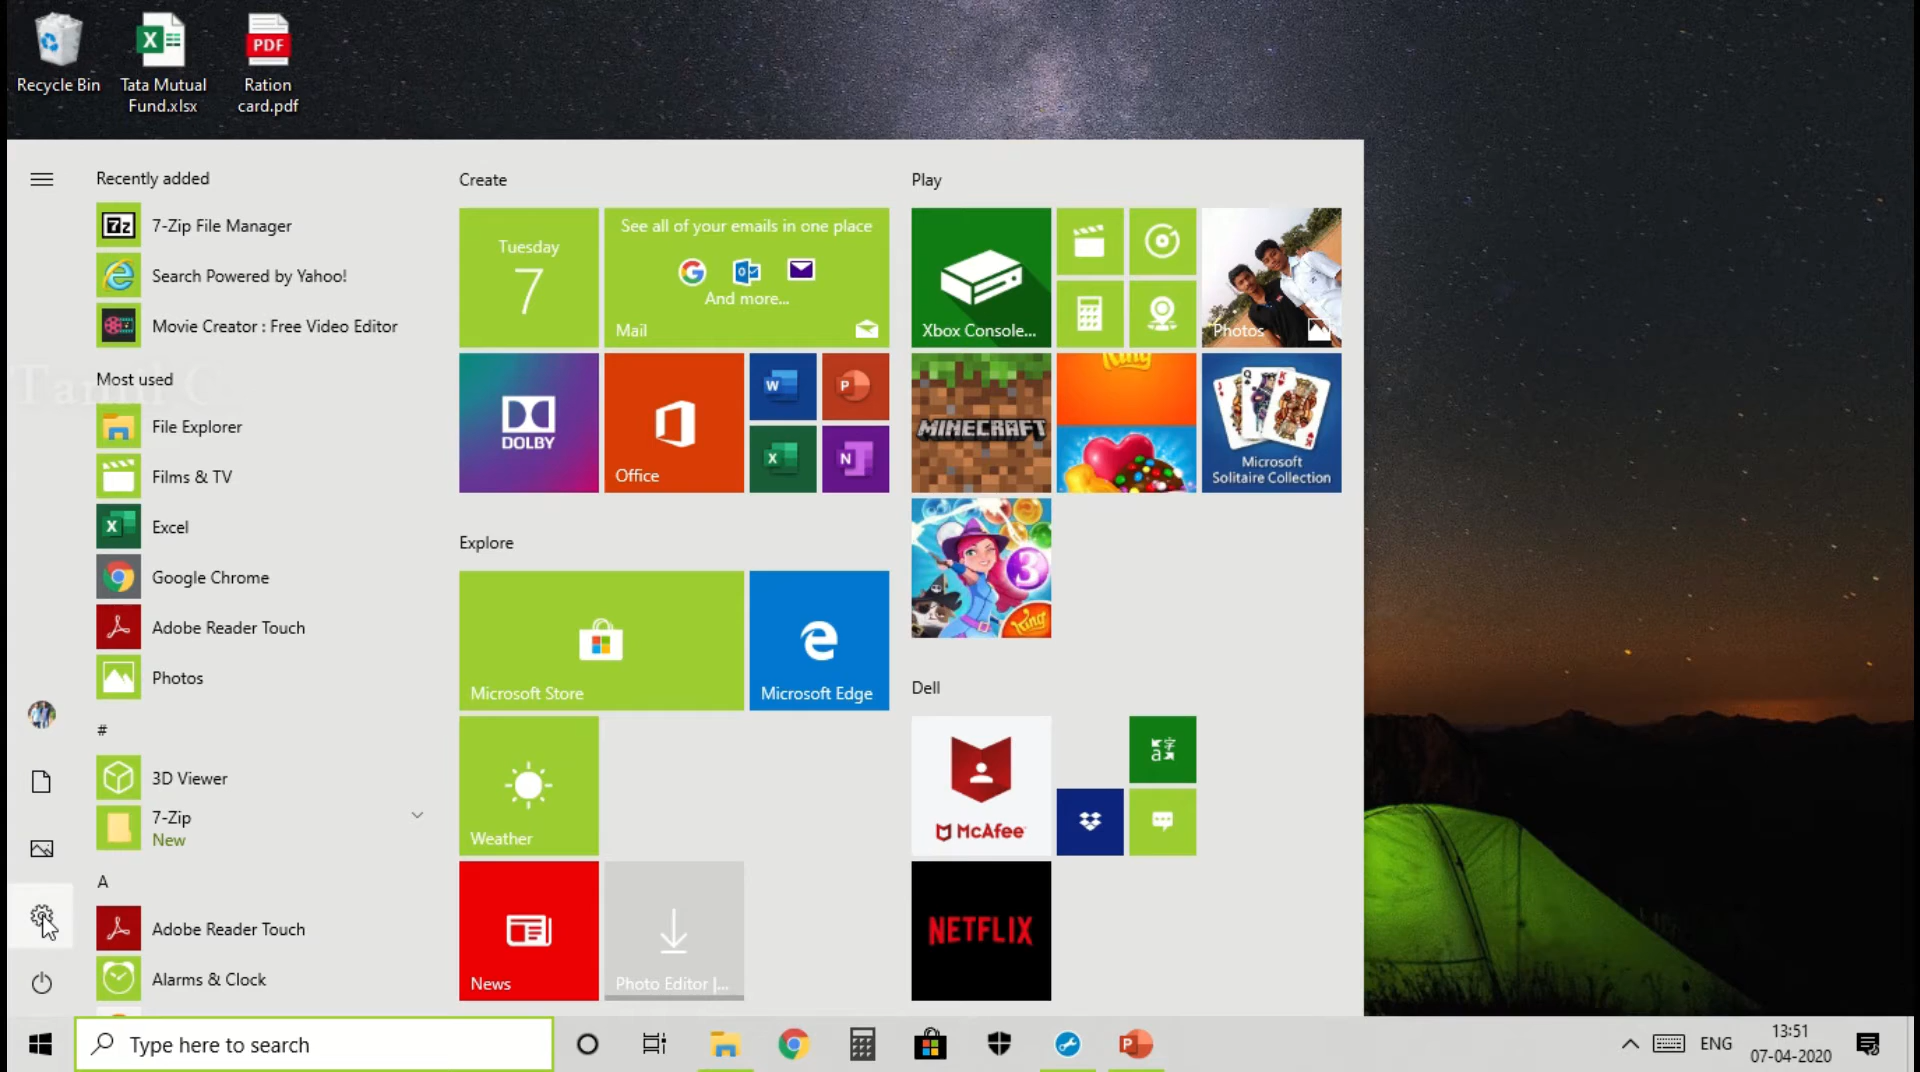 Recycle Bin
Tata Mutual
Fund.xlsx
PDF
Ration
card.pdf
Recently added
7z
7-Zip File Manager
Search Powered by Yahoo!
Movie Creator : Free Video Editor
Most used
File Explorer
Films & TV
Excel
Google Chrome
Adobe Reader Touch
Photos
#
3D Viewer
7-Zip
New
A
Adobe Reader Touch
Alarms & Clock
Create
Tuesday
7
See all of your emails in one place
And more...
Mail
DOLBY
Office
Explore
Microsoft Store
Microsoft Edge
Weather
News
Photo Editor |...
Play
Xbox Console...
Photos
MINECRAFT
King
Microsoft
Solitaire Collection
3
King
Dell
McAfee
NETFLIX
Type here to search
ENG
13:51
07-04-2020